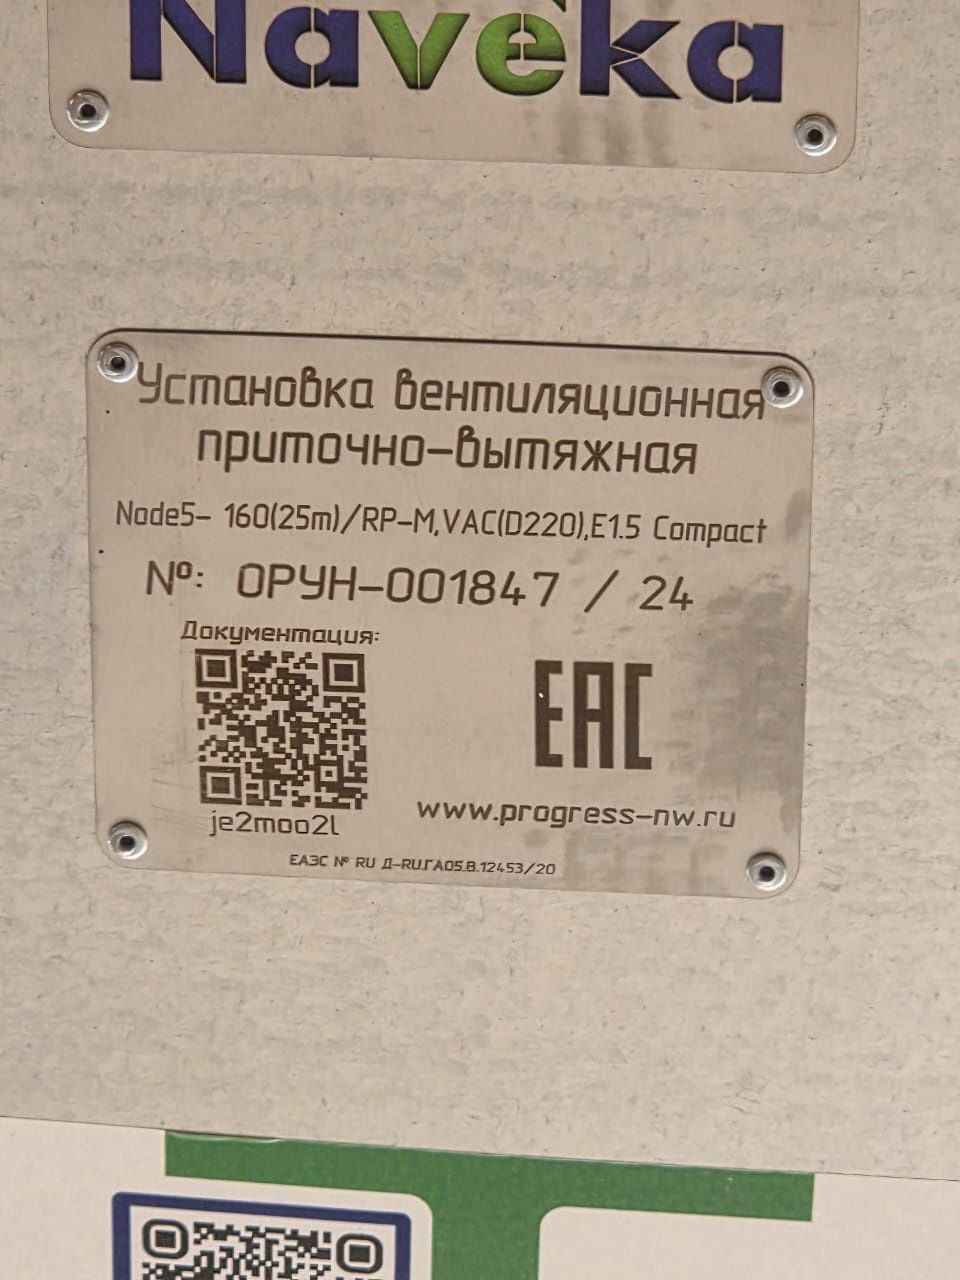 Naveka
Установка вентиляционная
приточно-вытяжная
Node5- 160(25m)/RP-M,VAC(D220),E1.5 Compact
№: ОРУН-001847 / 24
Документация:
EAC
je2moo2l
www.progress-nw.ru
ЕАЭС № RU Д-RU.ГА05.В.12453/20